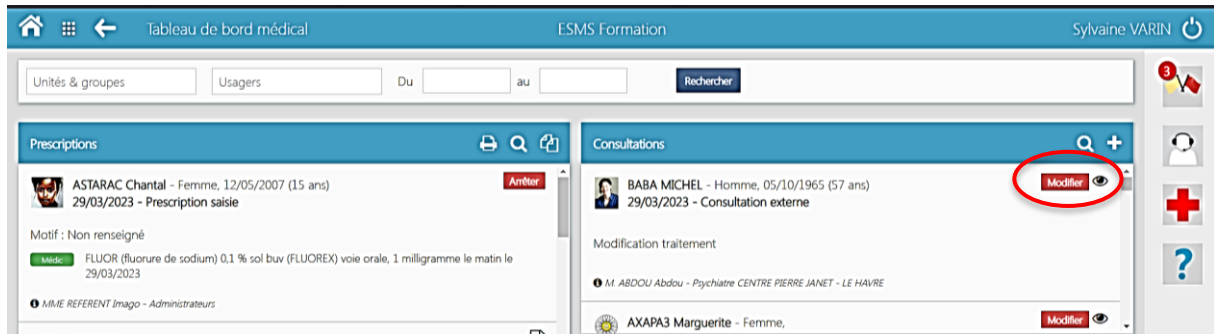 Tableau de bord médical
ESMS Formation
Sylvaine VARIN
Unités & groupes
Usagers
Du
au
Rechercher
3
Prescriptions
ASTARAC Chantal - Femme, 12/05/2007 (15 ans)
Arrêter
29/03/2023 - Prescription saisie
Motif : Non renseigné
Médic
FLUOR (fluorure de sodium) 0,1 % sol buv (FLUOREX) voie orale, 1 milligramme le matin le
29/03/2023
MME REFERENT Imago - Administrateurs
Consultations
BABA MICHEL - Homme, 05/10/1965 (57 ans)
Modifier
29/03/2023 - Consultation externe
Modification traitement
M. ABDOU Abdou - Psychiatre CENTRE PIERRE JANET - LE HAVRE
AXAPA3 Marguerite - Femme,
Modifier
?